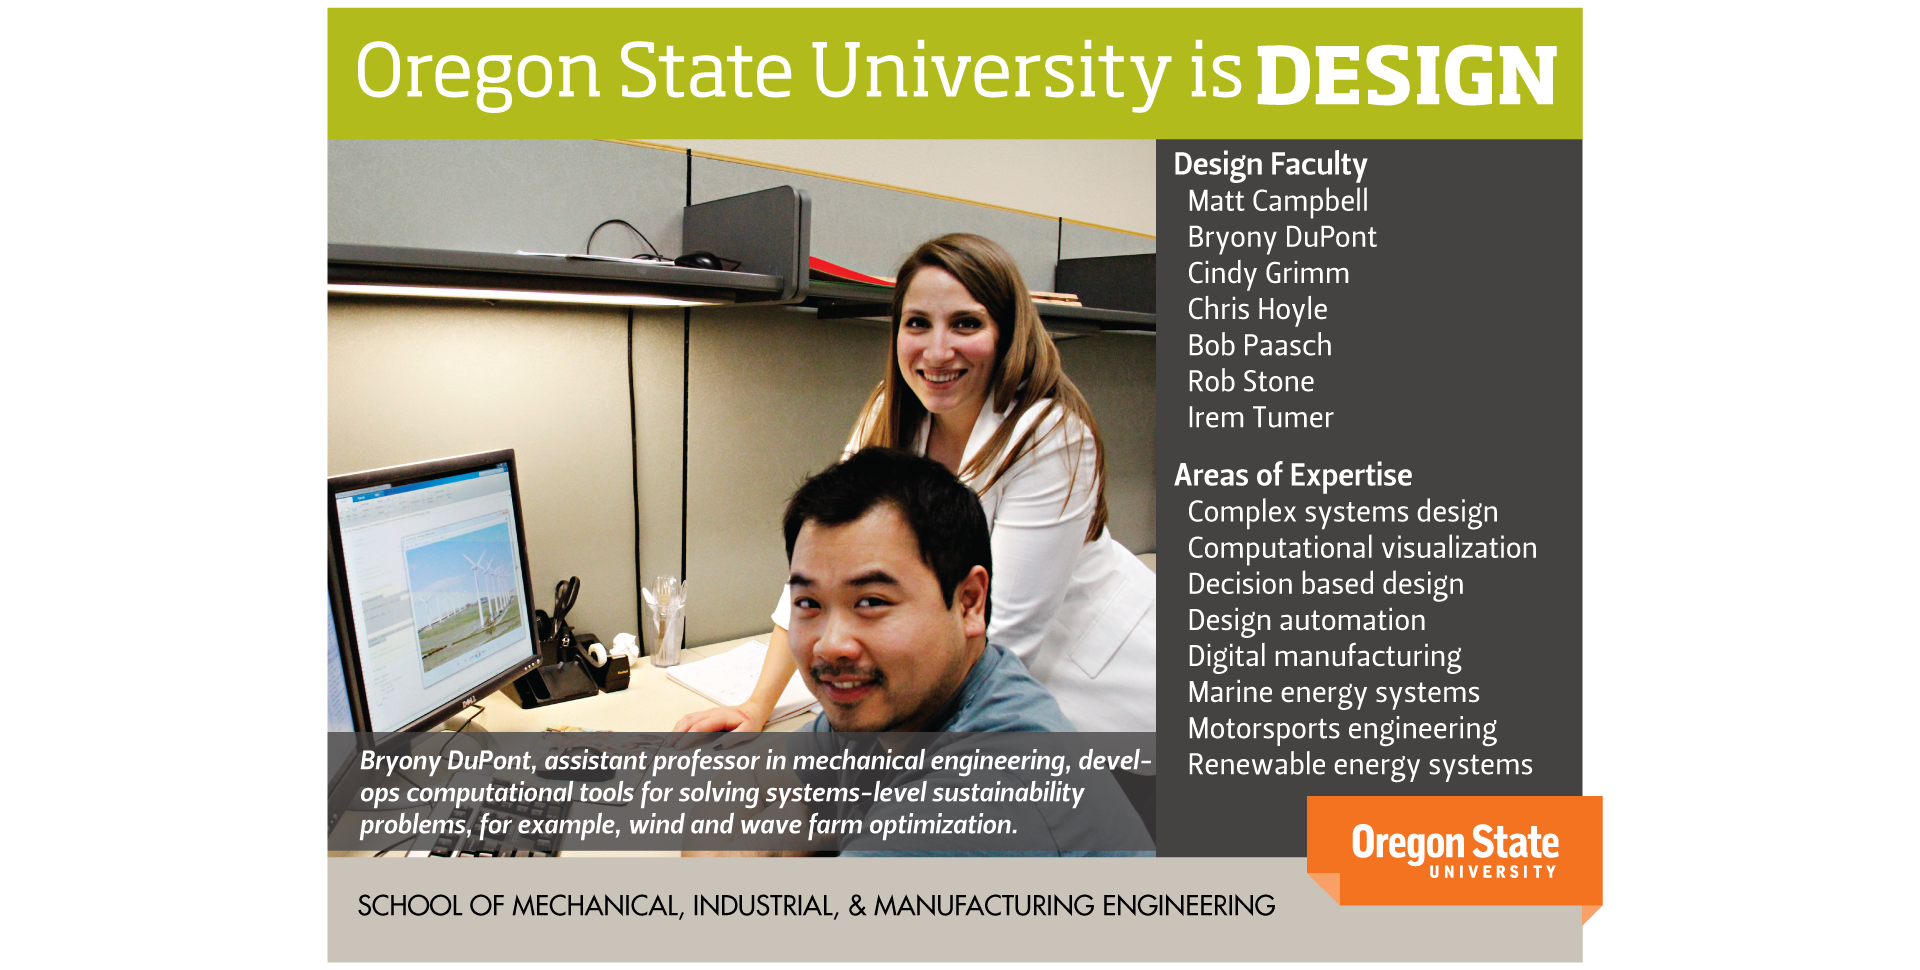 Oregon State University is DESIGN
Design Faculty
Matt Campbell
Bryony DuPont
Cindy Grimm
Chris Hoyle
Bob Paasch
Rob Stone
Irem Tumer
Areas of Expertise
Complex systems design
Computational visualization
Decision based design
Design automation
Digital manufacturing
Marine energy systems
Motorsports engineering
Renewable energy systems
DELL
Bryony DuPont, assistant professor in mechanical engineering, devel-
ops computational tools for solving systems-level sustainability
problems, for example, wind and wave farm optimization.
Oregon State
UNIVERSITY
SCHOOL OF MECHANICAL, INDUSTRIAL, & MANUFACTURING ENGINEERING